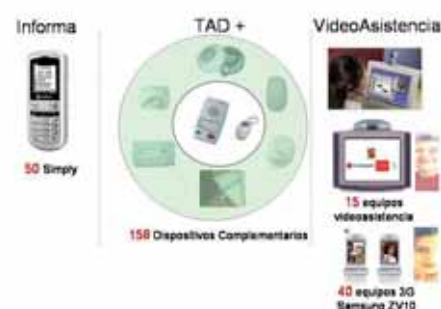 Informa
TAD +
VideoAsistencia
50 Simply
158 Dispositivos Complementarios
15 equipos
videoasistencia
40 equipos 3G
Samsung ZV10